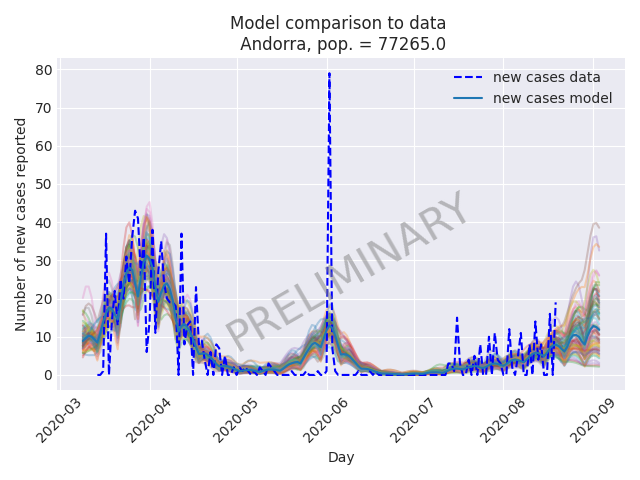 Model comparison to data
Andorra, pop. = 77265.0
80
70
60
50
40
30
20
10
0
Number of new cases reported
new cases data
new cases model
PRELIMINARY
2020-03
2020-04
2020-05
2020-06
2020-07
2020-08
2020-09
Day